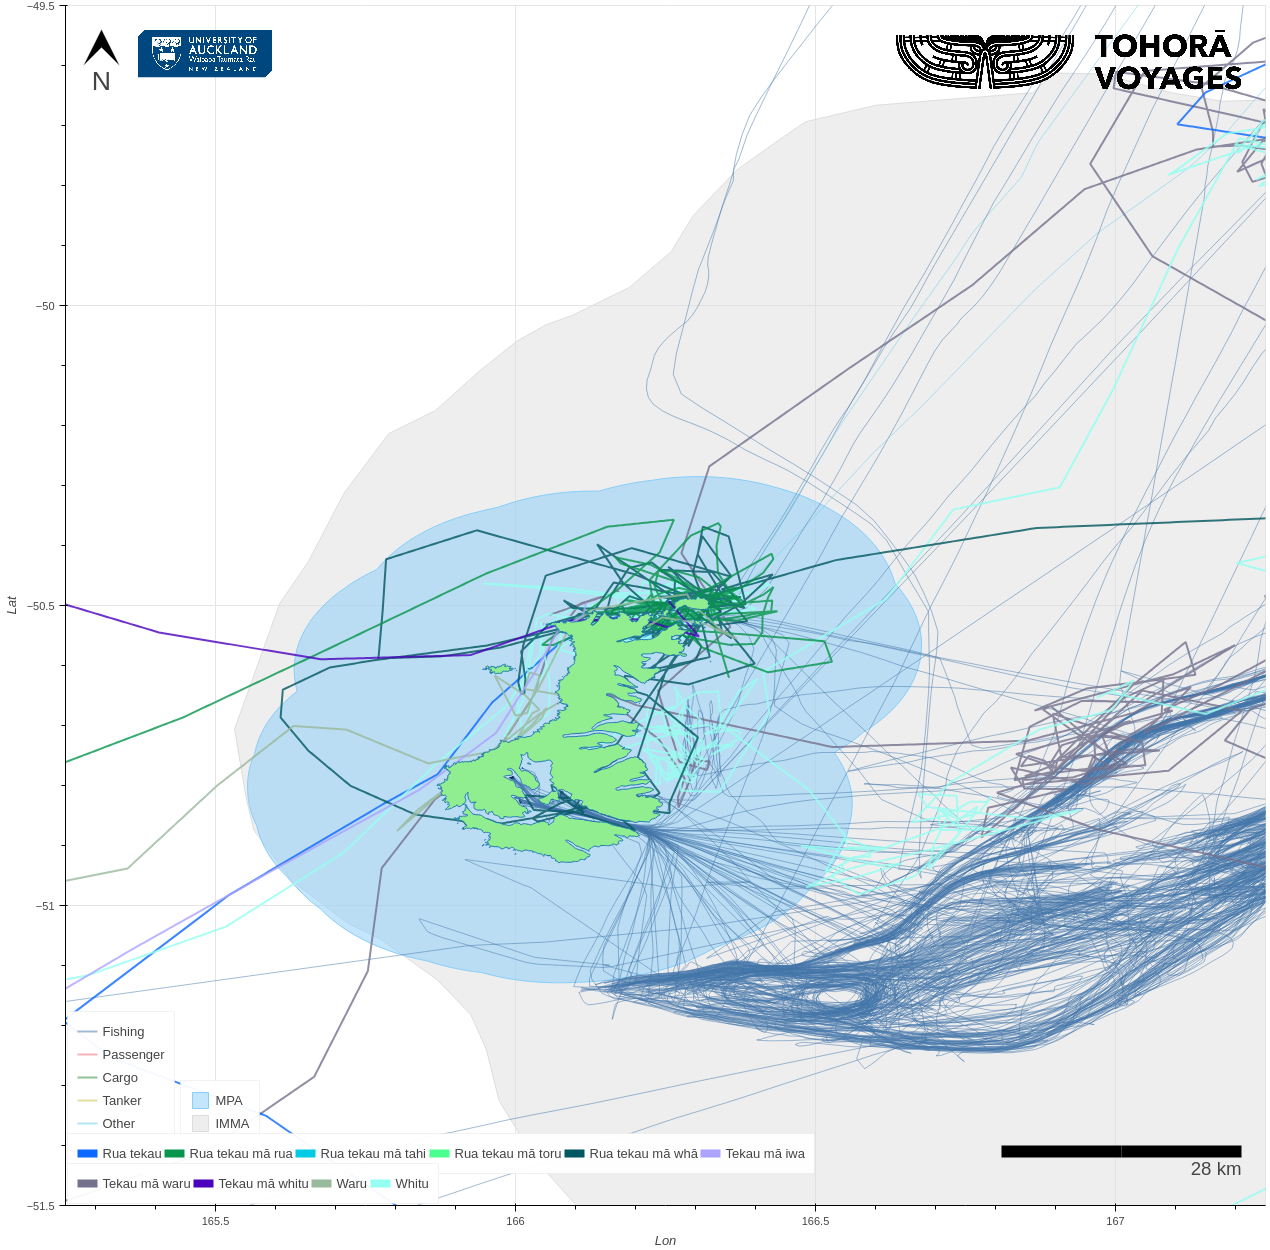 −49.5
N
UNIVERSITY OF
AUCKLAND
Waipapa Taumata Rau
NEW ZEALAND
TOHORĀ
VOYAGES
−50
−50.5
−51
−51.5
Lat
Fishing
Passenger
Cargo
Tanker
Other
MPA
IMMA
Rua tekau
Rua tekau mā rua
Rua tekau mā tahi
Rua tekau mā toru
Rua tekau mā whā
Tekau mā iwa
Tekau mā waru
Tekau mā whitu
Waru
Whitu
28 km
165.5
166
166.5
167
Lon